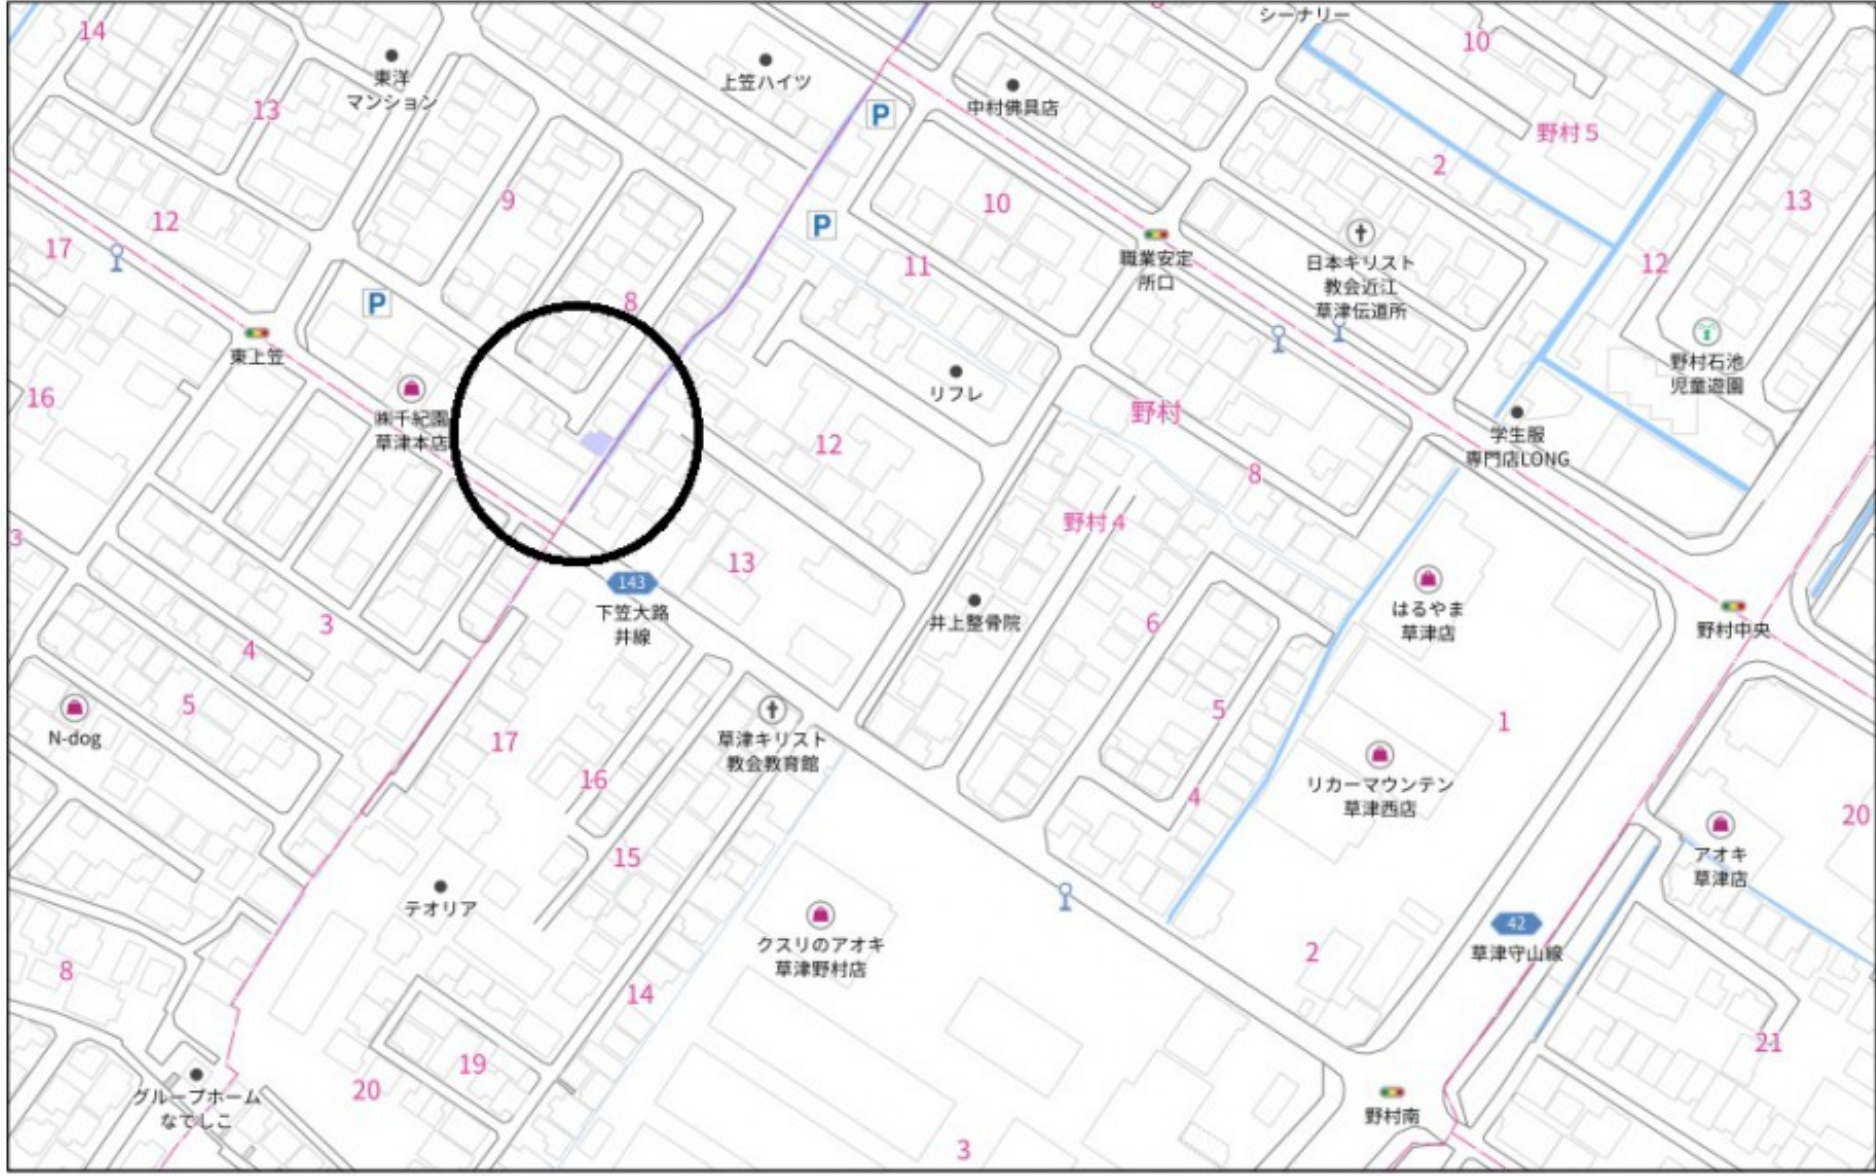 シーナリー
14
10
東洋
マンション
上笠ハイツ
P
中村佛具店
13
野村5
2
9
10
13
12
P
17
職業安定
所口
日本キリスト
教会近江
草津伝道所
12
11
8
P
東上笠
野村石池
児童遊園
リフレ
16
㈱千紀園
草津本店
野村
12
学生服
専門店LONG
8
野村4
3
13
143
下笠大路
井線
はるやま
草津店
井上整骨院
野村中央
3
6
4
5
5
N-dog
17
草津キリスト
教会教育館
1
16
リカーマウンテン
草津西店
4
20
15
アオキ
草津店
テオリア
クスリのアオキ
草津野村店
42
草津守山線
2
8
14
21
19
20
グループホーム
なでしこ
野村南
3